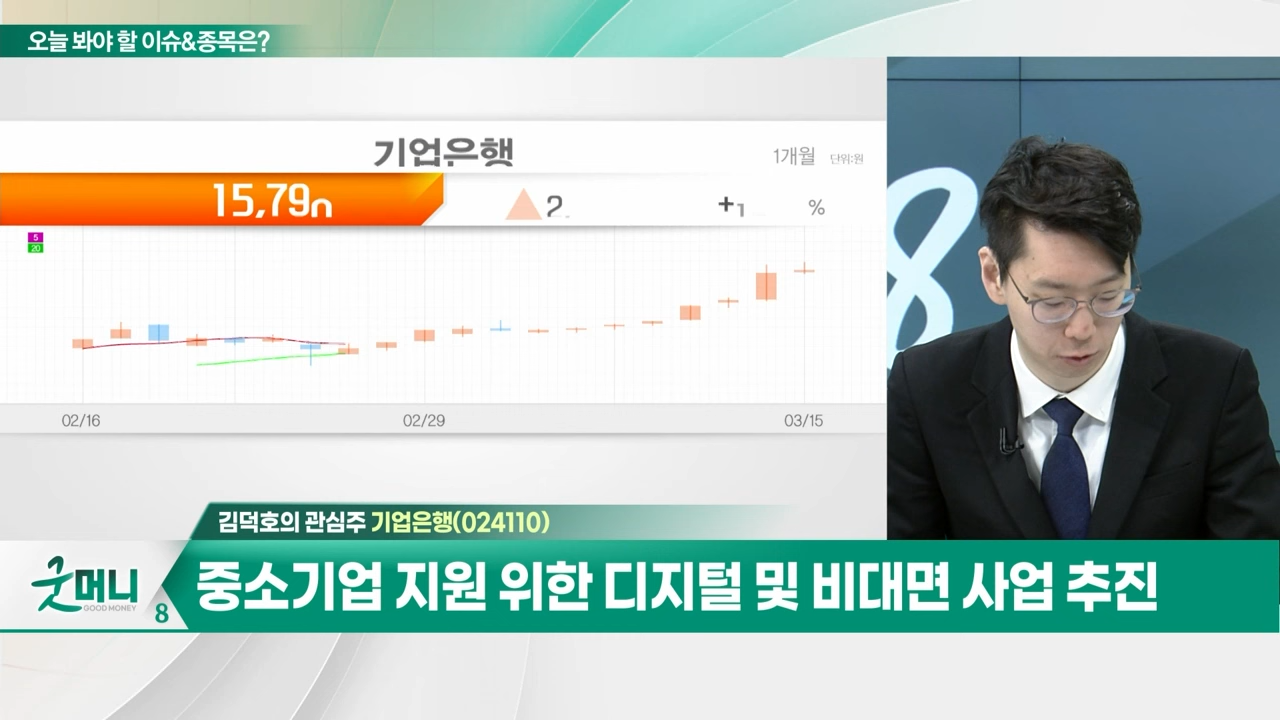 오늘 봐야 할 이슈&종목은?
기업은행
1개월 단위:원
%
5
20
02/16 02/29 03/15
김덕호의 관심주 기업은행(024110)
굿머니 GOOD MONEY 8
중소기업 지원 위한 디지털 및 비대면 사업 추진
8